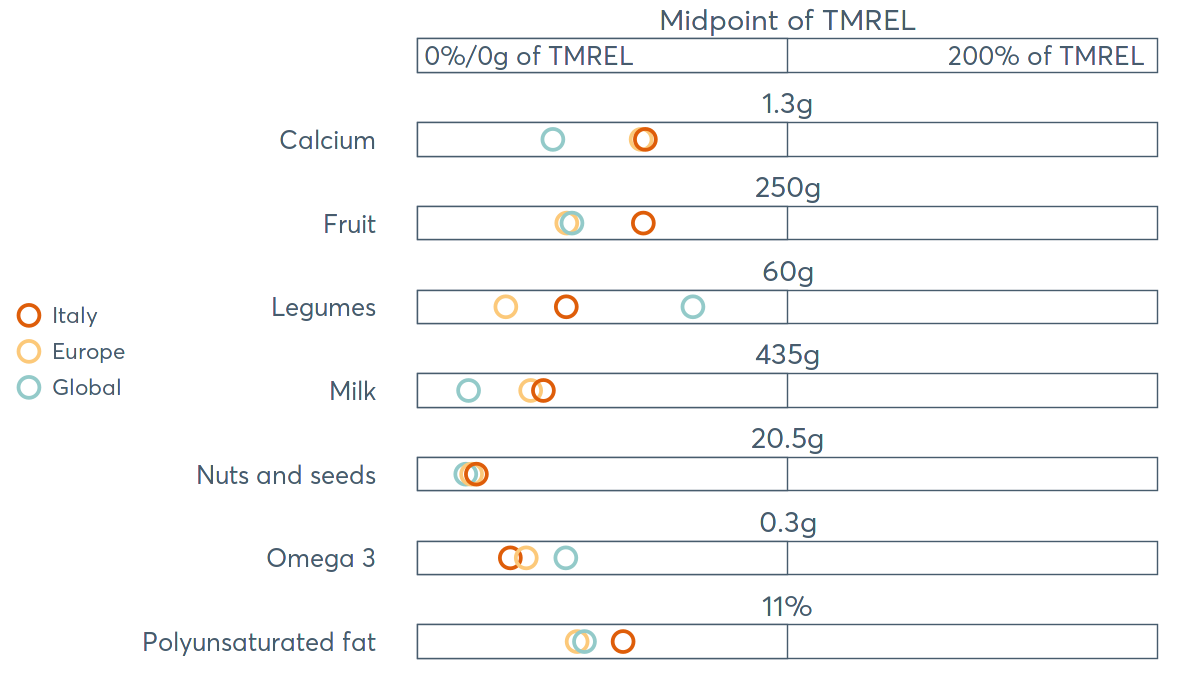 Midpoint of TMREL
0%/0g of TMREL 200% of TMREL
1.3g
Calcium
250g
Fruit
60g
Legumes
435g
Milk
20.5g
Nuts and seeds
0.3g
Omega 3
11%
Polyunsaturated fat
Italy
Europe
Global